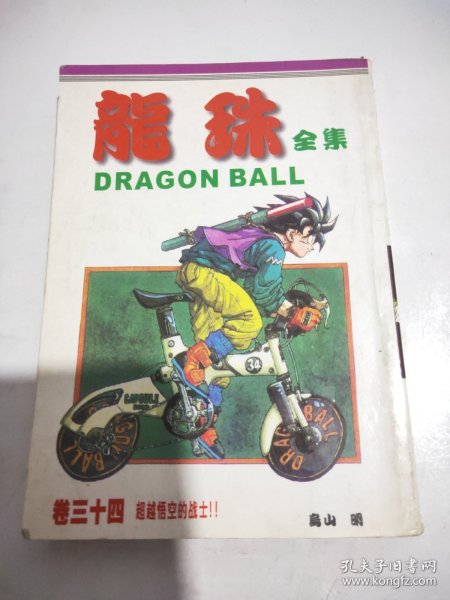 龍珠 全集
DRAGON BALL
34
CAPSULE
DRAGON BALL
DRAGON BALL
卷三十四 超越悟空的战士!!
鳥山 明
孔夫子旧书网
www.kongfz.com